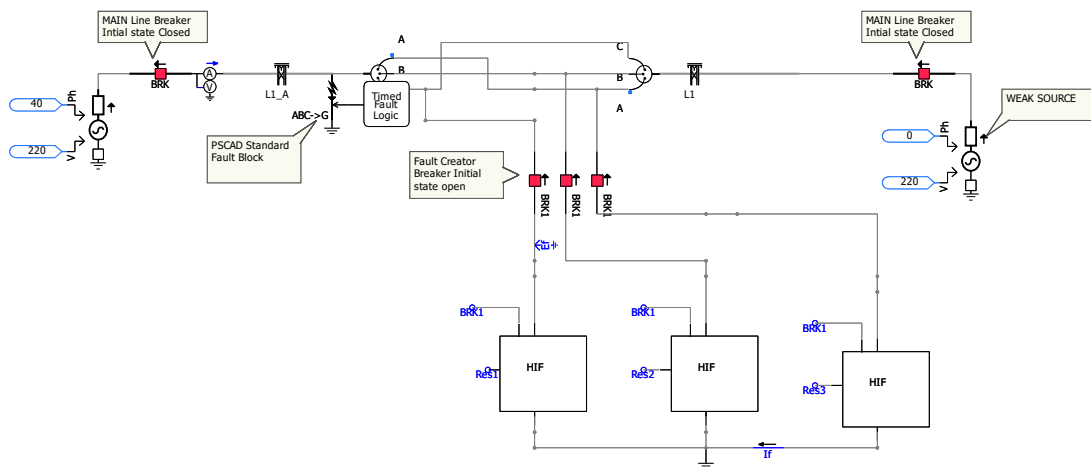 MAIN Line Breaker
Intial state Closed
MAIN Line Breaker
Intial state Closed
A
C
BRK
A
V
L1_A
B
B
L1
BRK
WEAK SOURCE
40
Ph
Timed
Fault
Logic
A
ABC->G
0
Ph
220
V
PSCAD Standard
Fault Block
Fault Creator
Breaker Initial
state open
BRK1
BRK1
BRK1
220
V
Ef
BRK1
BRK1
BRK1
HIF
HIF
HIF
Res1
Res2
Res3
If